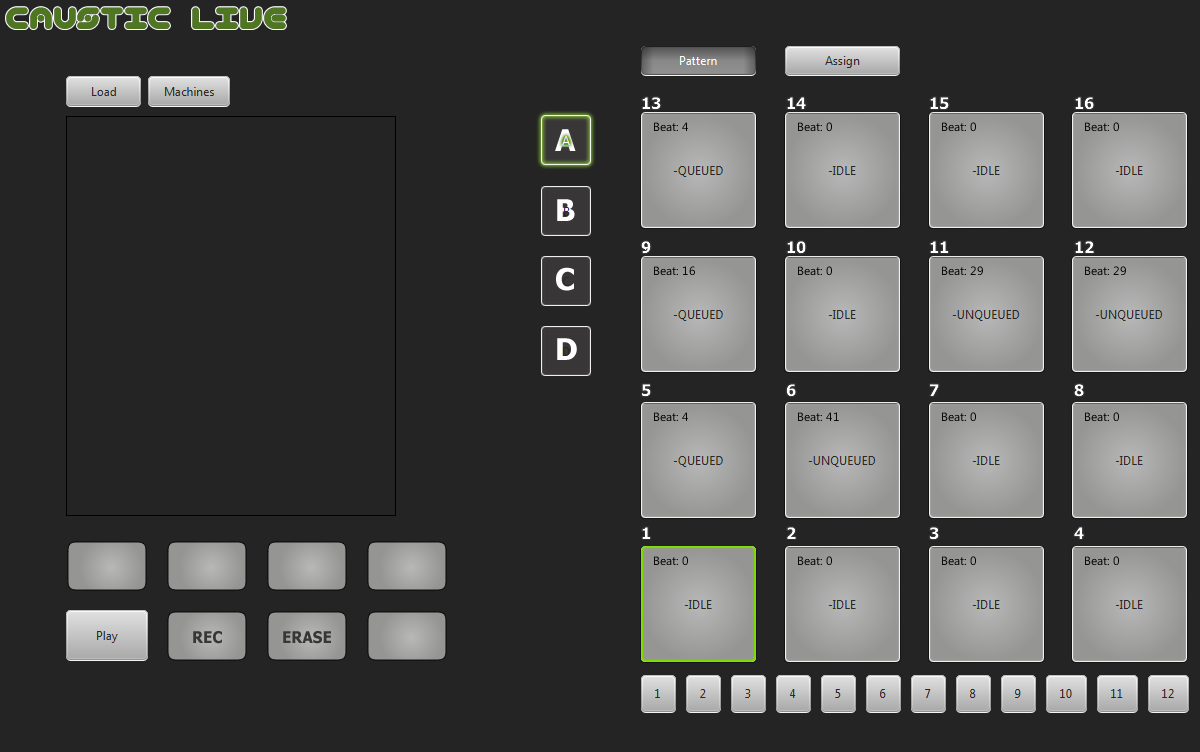 CAUSTIC LIVE
Pattern Assign
Load Machines
13 14 15 16
Beat: 4 Beat: 0 Beat: 0 Beat: 0
A
-QUEUED -IDLE -IDLE -IDLE
B
9 10 11 12
Beat: 16 Beat: 0 Beat: 29 Beat: 29
C
-QUEUED -IDLE -UNQUEUED -UNQUEUED
D
5 6 7 8
Beat: 4 Beat: 41 Beat: 0 Beat: 0
-QUEUED -UNQUEUED -IDLE -IDLE
1 2 3 4
Beat: 0 Beat: 0 Beat: 0 Beat: 0
-IDLE -IDLE -IDLE -IDLE
Play REC ERASE
1 2 3 4 5 6 7 8 9 10 11 12